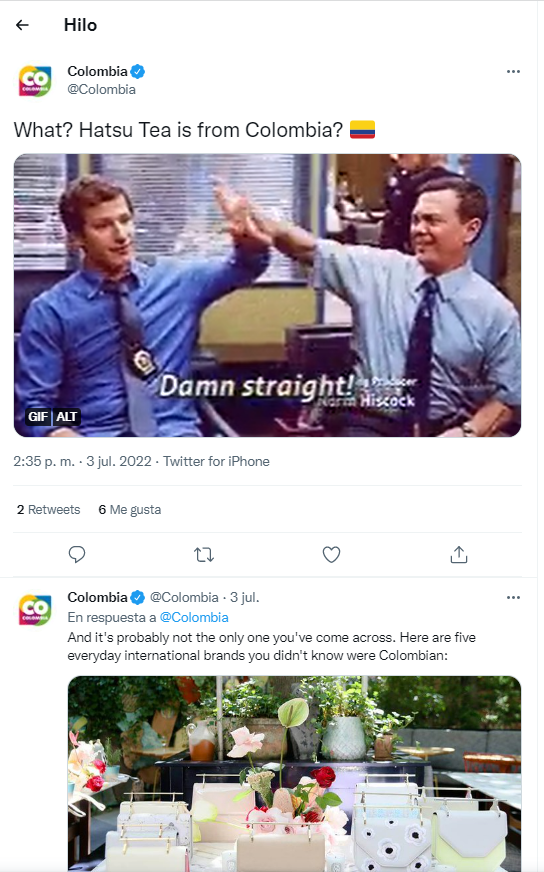 Hilo
Colombia
@Colombia
What? Hatsu Tea is from Colombia? 🇨🇴
Damn straight!
Producer
Norm Hiscock
GIF ALT
2:35 p. m. · 3 jul. 2022 · Twitter for iPhone
2 Retweets 6 Me gusta
CO
COLOMBIA
Colombia @Colombia · 3 jul.
En respuesta a @Colombia
And it's probably not the only one you've come across. Here are five
everyday international brands you didn't know were Colombian: